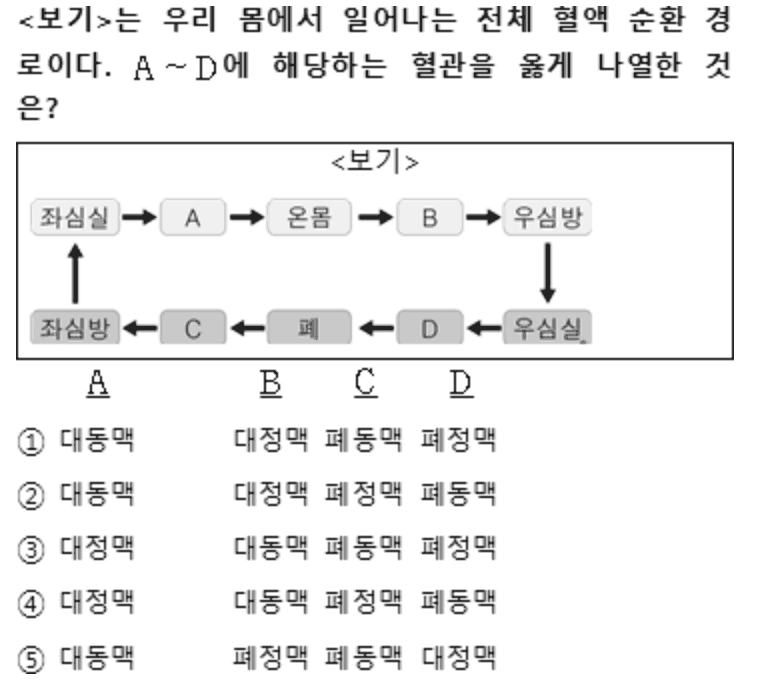 <보기>는 우리 몸에서 일어나는 전체 혈액 순환 경
로이다. A ~ D에 해당하는 혈관을 옳게 나열한 것
은?
<보기>
좌심실 A 온몸 B 우심방
좌심방 C 폐 D 우심실
A B C D
① 대동맥 대정맥 폐동맥 폐정맥
② 대동맥 대정맥 폐정맥 폐동맥
③ 대정맥 대동맥 폐동맥 폐정맥
④ 대정맥 대동맥 폐정맥 폐동맥
⑤ 대동맥 폐정맥 폐동맥 대정맥